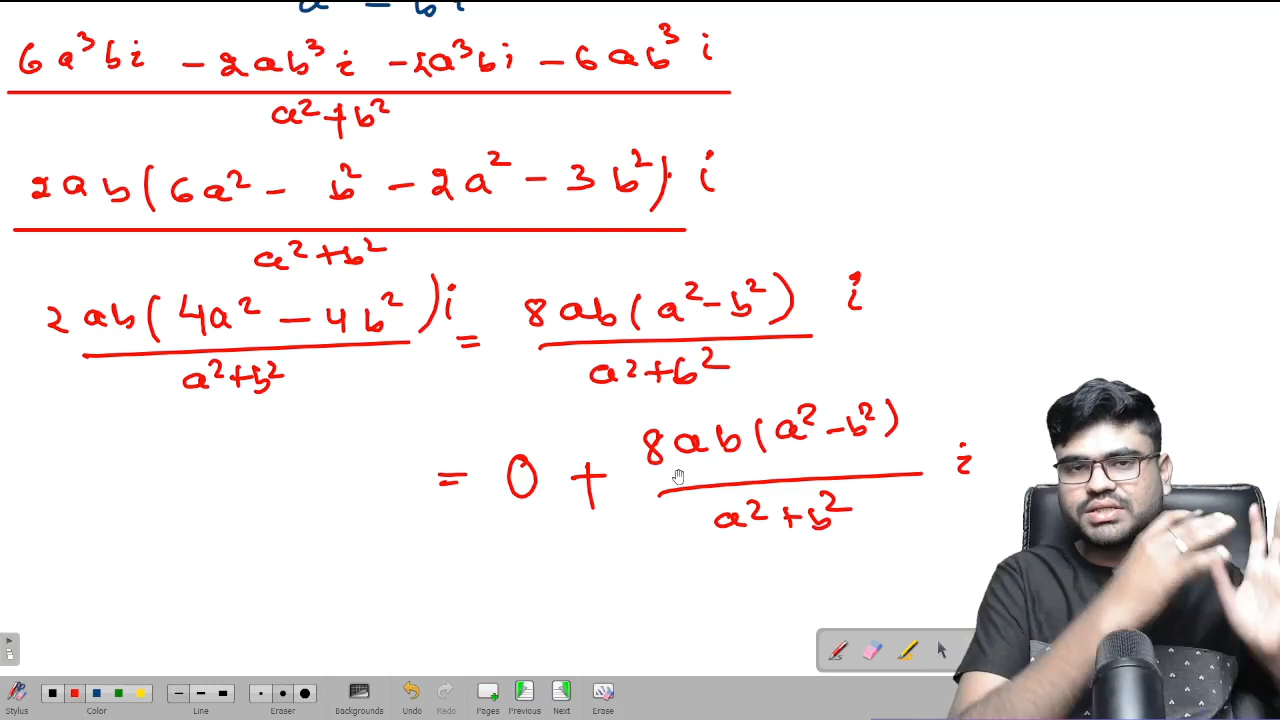 6a³bi - 2ab³i - 2a³bi - 6ab³ i
a² + b²
2ab(6a² - b² - 2a² - 3b²). i
a² + b²
2ab(4a² - 4b²)i = 8ab(a² - b²) i
a² + b² a² + b²
= 0 + 8ab(a² - b²) i
a² + b²
Stylus Color Line Eraser Backgrounds Undo Redo Pages Previous Next Erase